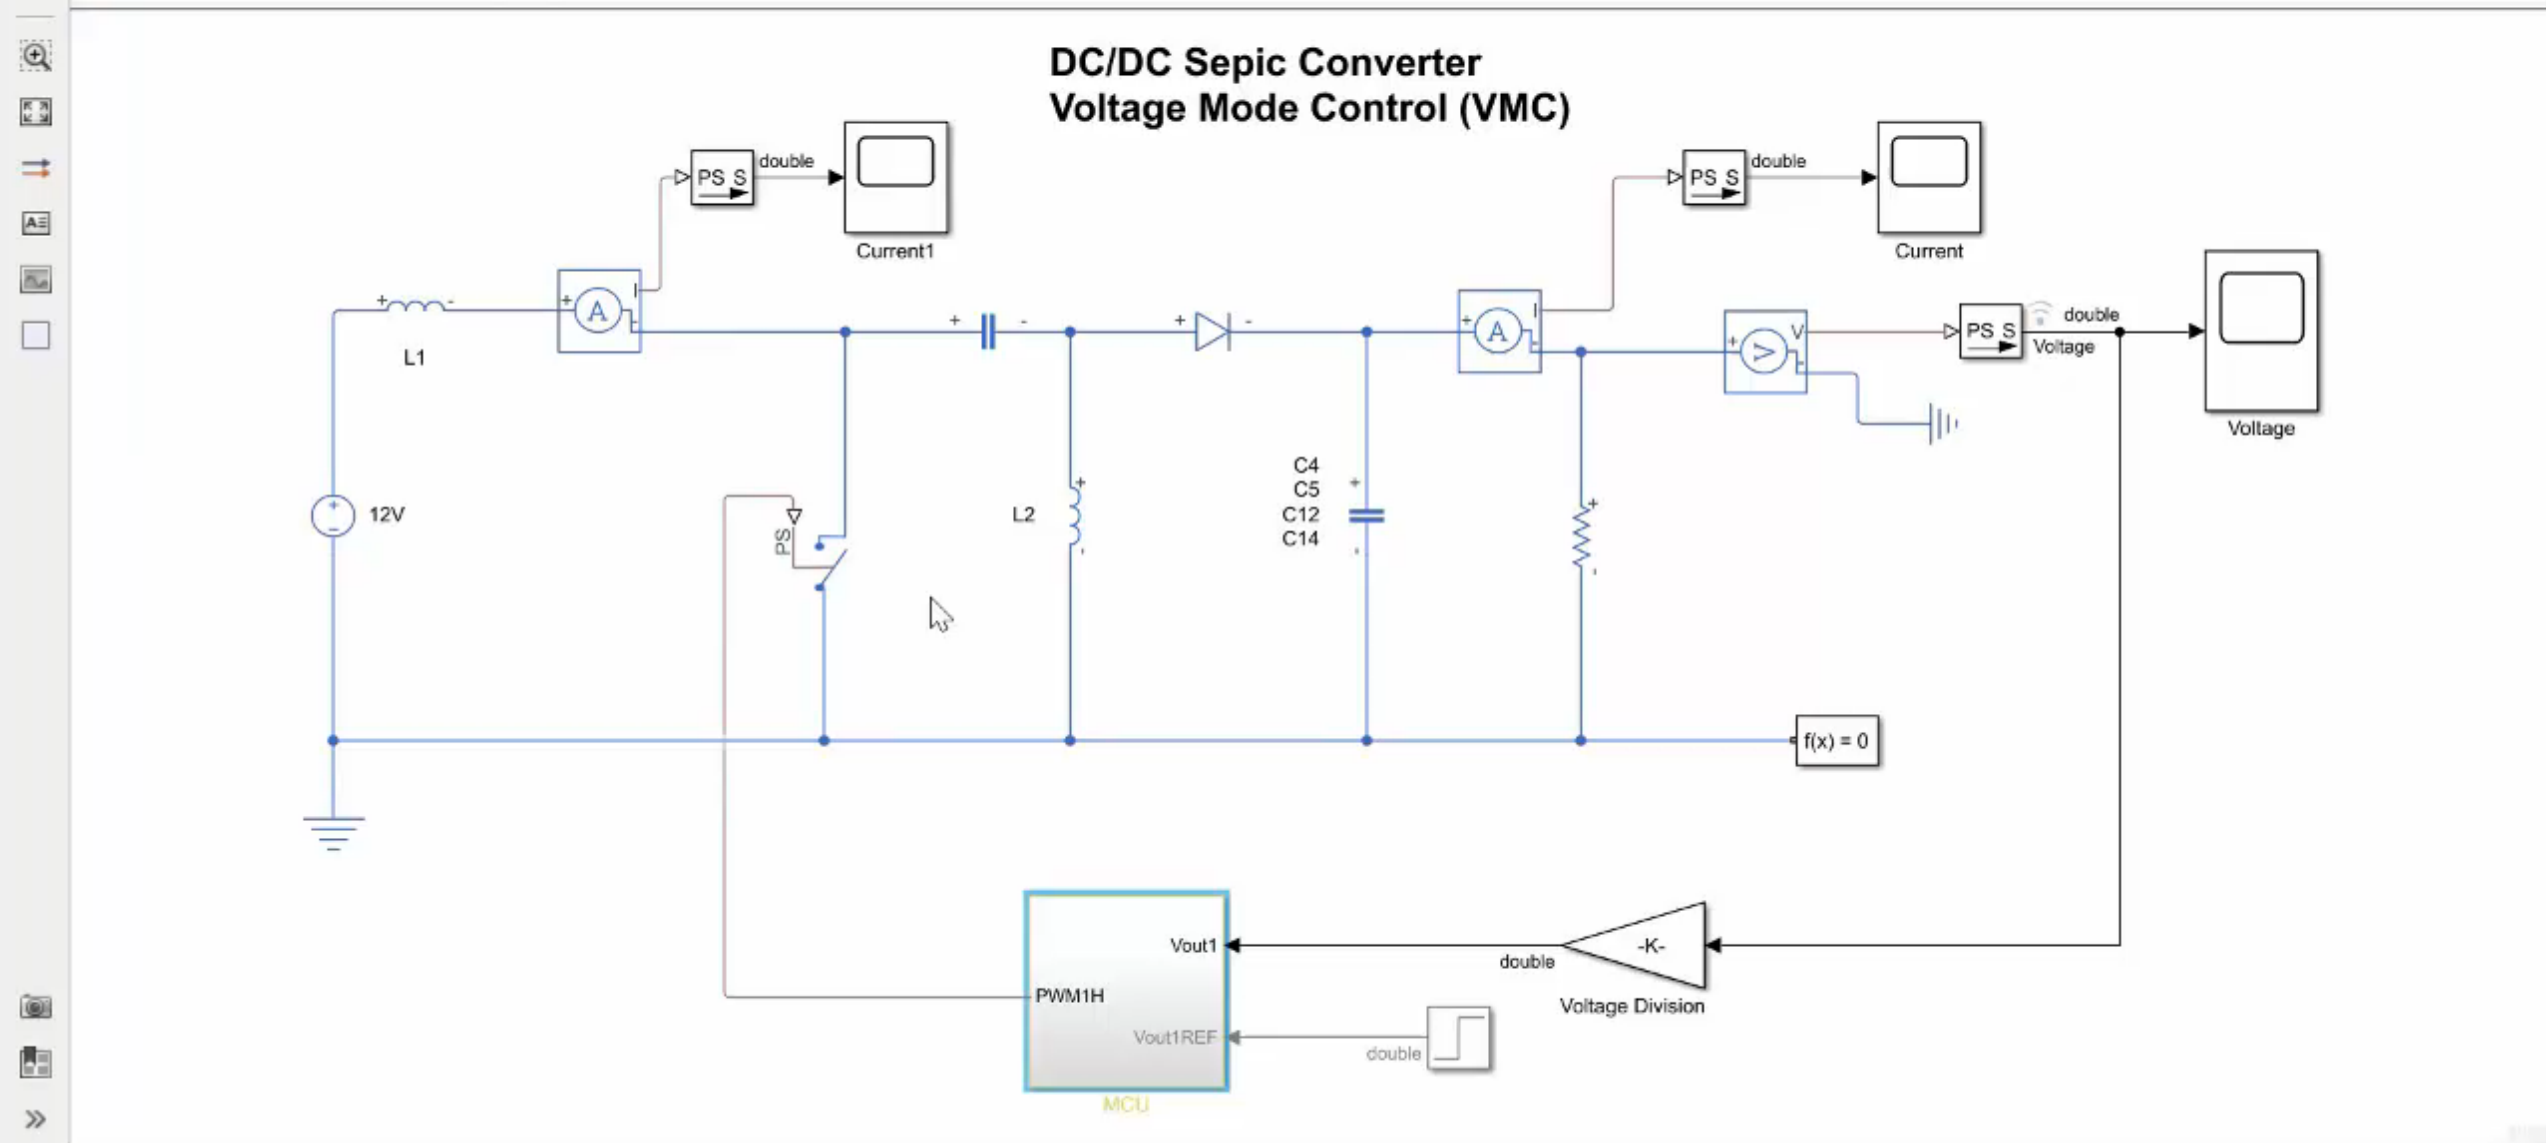 DC/DC Sepic Converter
Voltage Mode Control (VMC)
PS S
double
Current1
PS S
double
Current
A
I
+
-
L1
+
-
+
-
A
I
+
V
V
+
PS S
double
Voltage
Voltage
12V
PS
L2
+
-
C4
C5
C12
C14
+
-
+
-
f(x) = 0
Vout1
PWM1H
Vout1REF
MCU
double
-K-
Voltage Division
double